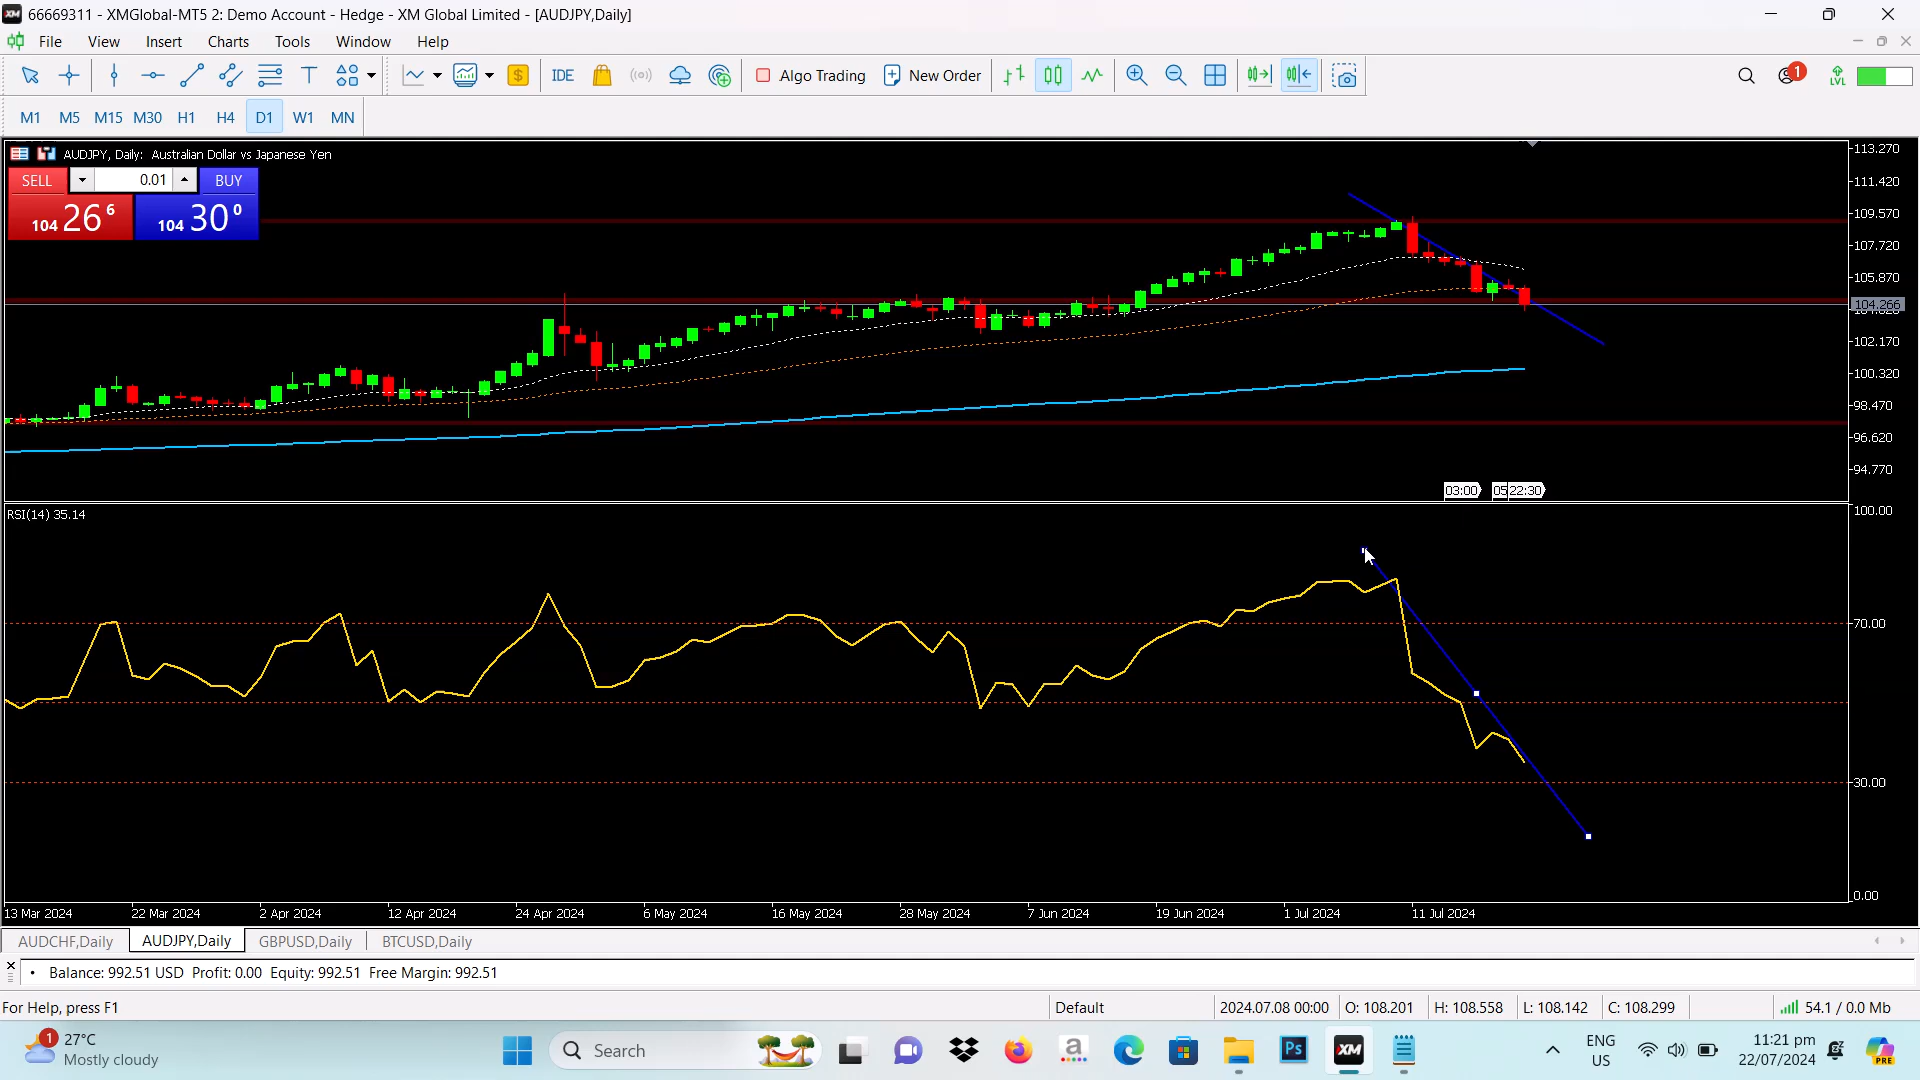 66669311 - XMGlobal-MT5 2: Demo Account - Hedge - XM Global Limited - [AUDJPY,Daily]
File View Insert Charts Tools Window Help
IDE Algo Trading New Order 1 LVL
M1 M5 M15 M30 H1 H4 D1 W1 MN
AUDJPY, Daily: Australian Dollar vs Japanese Yen
SELL 0.01 BUY
104 26 6 104 30 0
113.270
111.420
109.570
107.720
105.870
104.266
102.170
100.320
98.470
96.620
94.770
03:00 05 22:30
RSI(14) 35.14
100.00
70.00
30.00
0.00
13 Mar 2024 22 Mar 2024 2 Apr 2024 12 Apr 2024 24 Apr 2024 6 May 2024 16 May 2024 28 May 2024 7 Jun 2024 19 Jun 2024 1 Jul 2024 11 Jul 2024
AUDCHF,Daily AUDJPY,Daily GBPUSD,Daily BTCUSD,Daily
Balance: 992.51 USD Profit: 0.00 Equity: 992.51 Free Margin: 992.51
For Help, press F1 Default 2024.07.08 00:00 O: 108.201 H: 108.558 L: 108.142 C: 108.299 54.1 / 0.0 Mb
1 27°C
Mostly cloudy
Search
a
Ps
XM
ENG
US
11:21 pm
22/07/2024
PRE